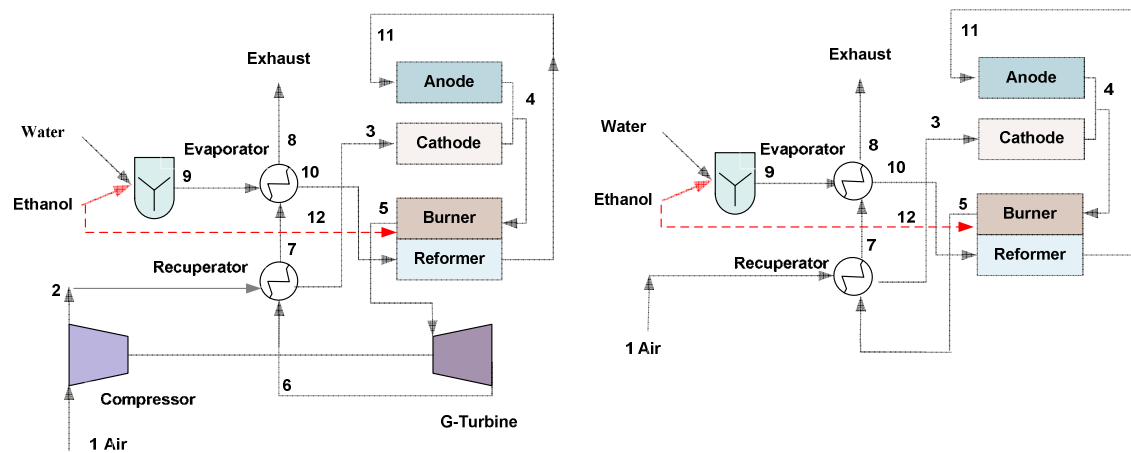 11
Exhaust
Anode
4
3
Water
8
Cathode
Evaporator
9
10
Ethanol
5
Burner
12
7
Reformer
Recuperator
2
6
Compressor
G-Turbine
1 Air
11
Exhaust
Anode
4
3
Water
8
Cathode
Evaporator
9
10
Ethanol
5
Burner
12
7
Reformer
Recuperator
1 Air